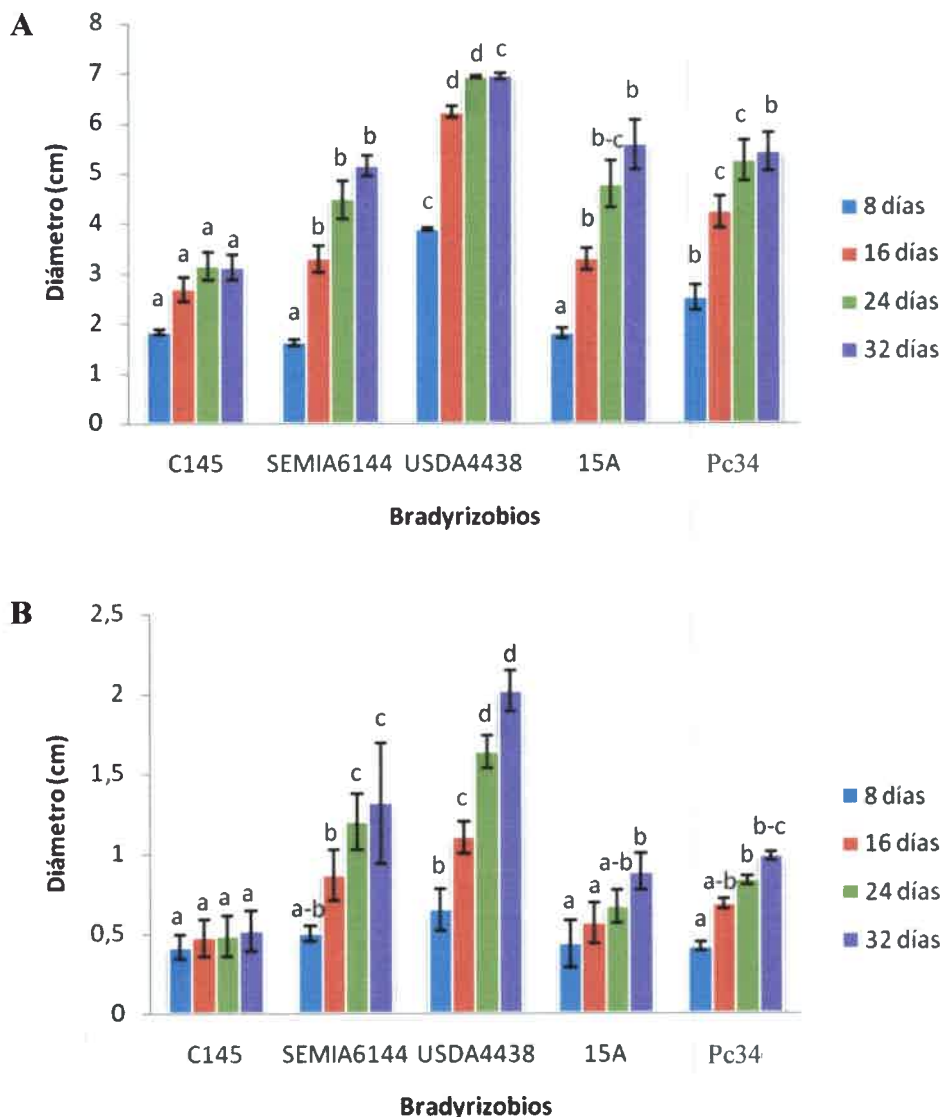 A
Diámetro (cm)
8
7
6
5
4
3
2
1
0
a a a a
a b b b
c d d c
a b b-c b
b c c b
C145 SEMIA6144 USDA4438 15A Pc34
Bradyrizobios
8 días
16 días
24 días
32 días
B
Diámetro (cm)
2,5
2
1,5
1
0,5
0
a a a a
a-b b c c
b c d d
a a a-b b
a a-b b b-c
C145 SEMIA6144 USDA4438 15A Pc34
Bradyrizobios
8 días
16 días
24 días
32 días